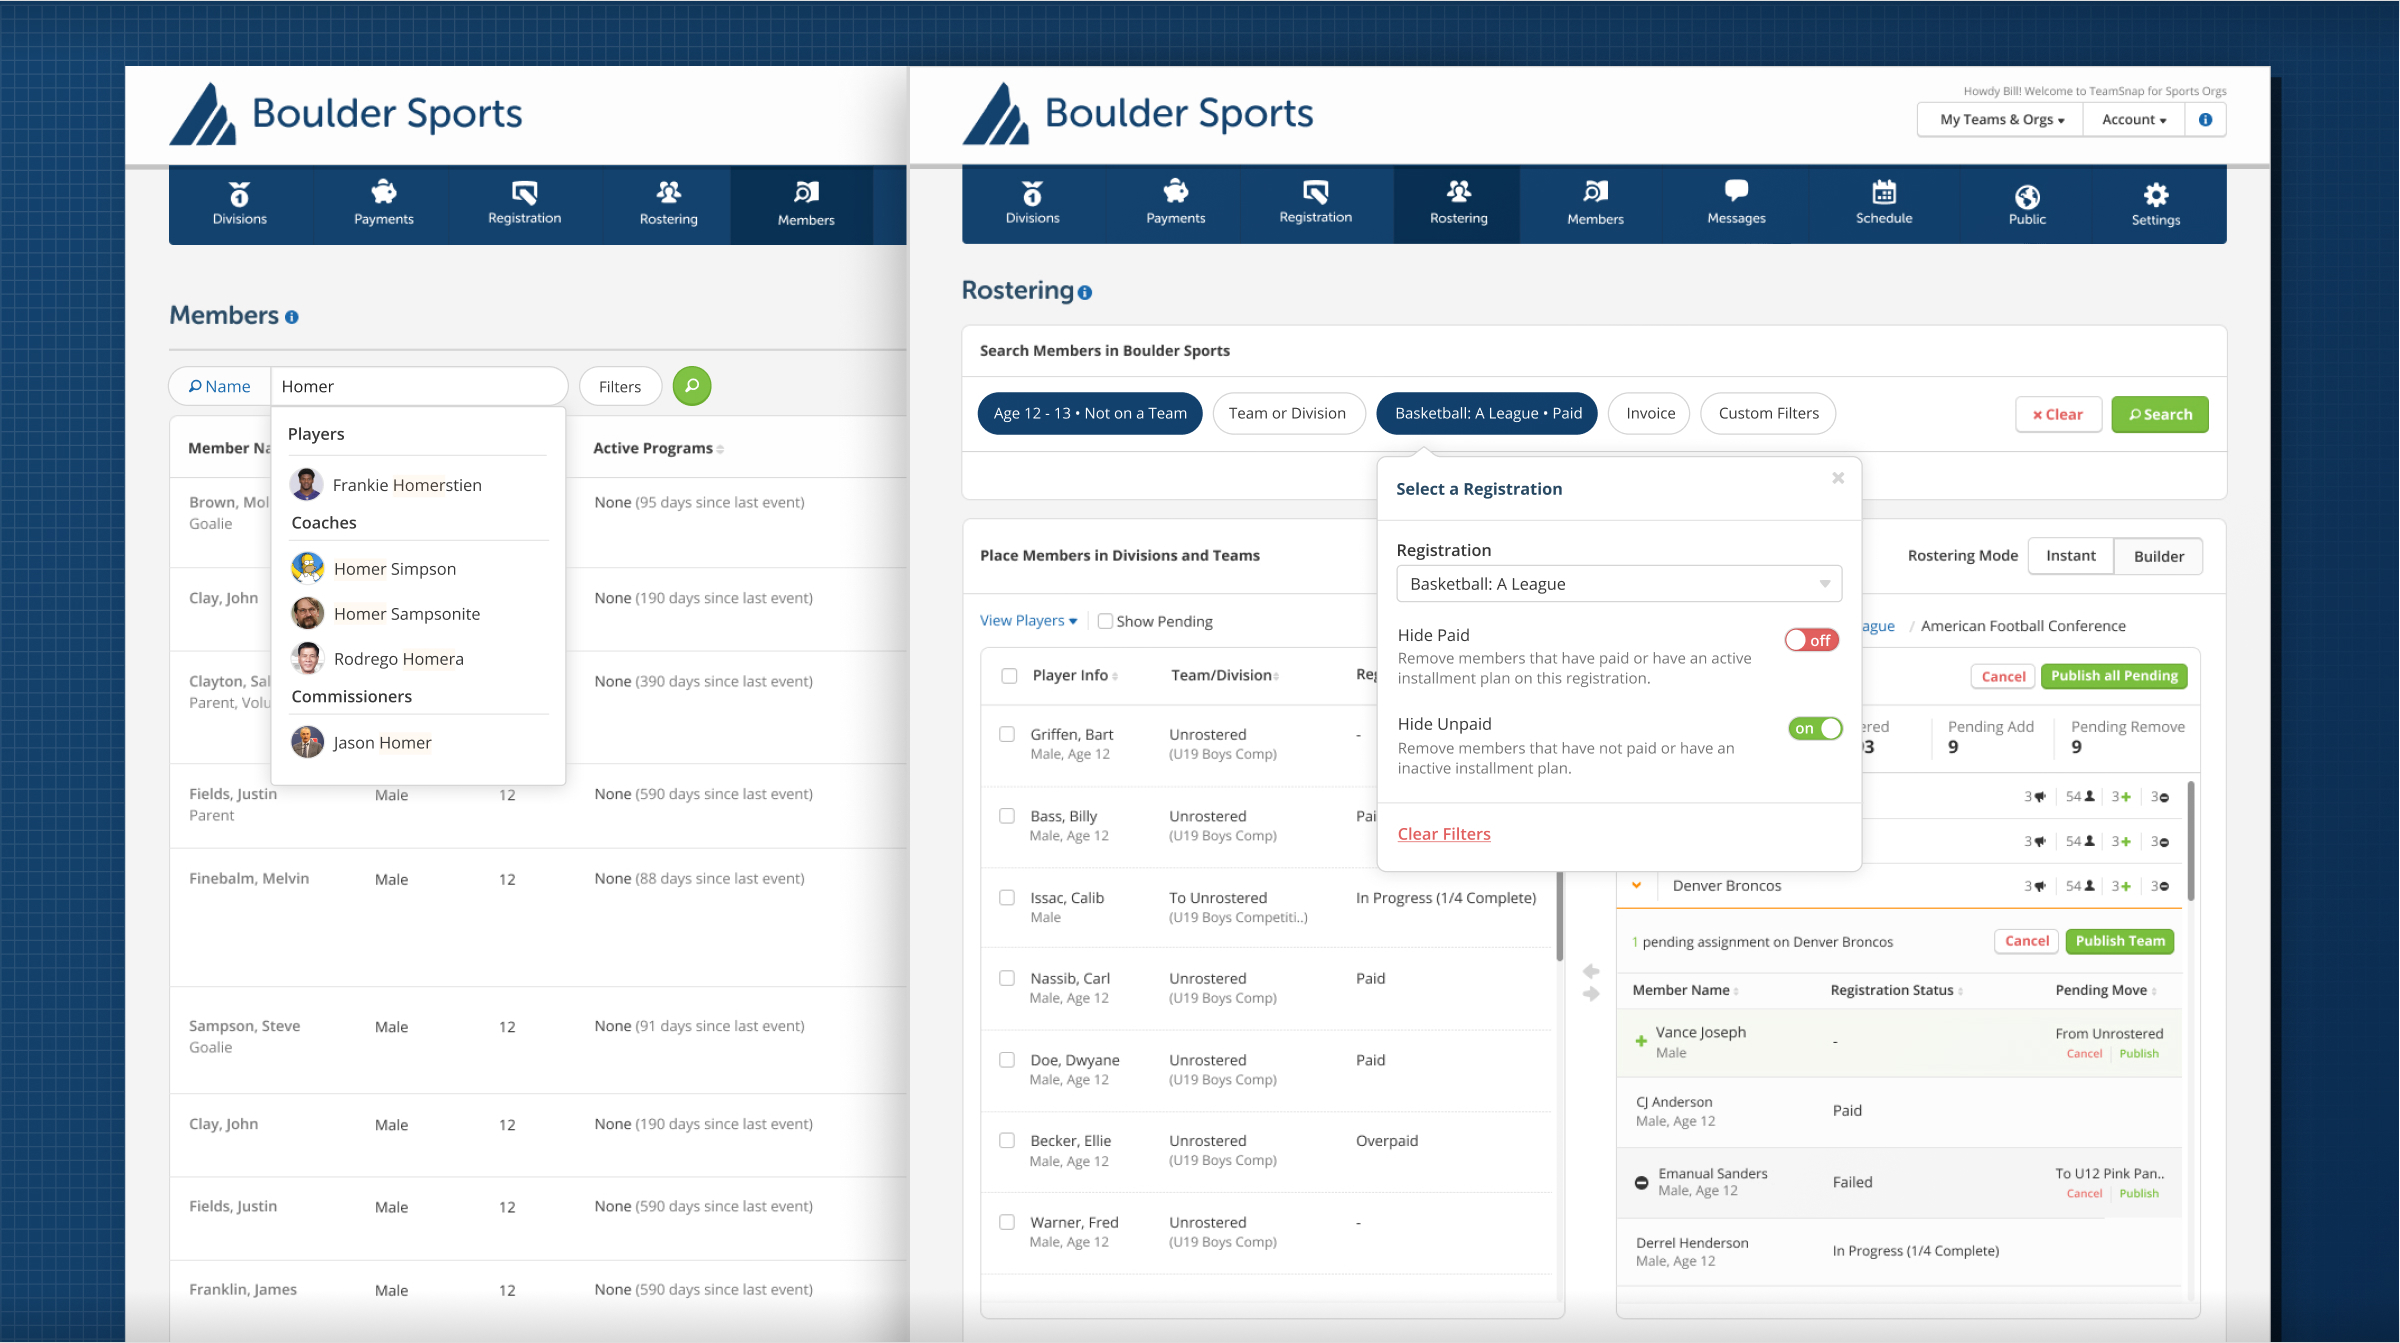 Boulder Sports
Divisions
Payments
Registration
Rostering
Members
Members
Name
Homer
Filters
Players
Frankie Homerstien
Coaches
Homer Simpson
Homer Sampsonite
Rodrego Homera
Commissioners
Jason Homer
Member Na
Active Programs
Brown, Mol
Goalie
None (95 days since last event)
Clay, John
None (190 days since last event)
Clayton, Sal
Parent, Volu
None (390 days since last event)
Fields, Justin
Parent
Male
12
None (590 days since last event)
Finebalm, Melvin
Male
12
None (88 days since last event)
Sampson, Steve
Goalie
Male
12
None (91 days since last event)
Clay, John
Male
12
None (190 days since last event)
Fields, Justin
Male
12
None (590 days since last event)
Franklin, James
Male
12
None (590 days since last event)
Boulder Sports
Howdy Bill! Welcome to TeamSnap for Sports Orgs
My Teams & Orgs
Account
Divisions
Payments
Registration
Rostering
Members
Messages
Schedule
Public
Settings
Rostering
Search Members in Boulder Sports
Age 12 - 13 • Not on a Team
Team or Division
Basketball: A League • Paid
Invoice
Custom Filters
Clear
Search
Select a Registration
Registration
Basketball: A League
Hide Paid
off
Remove members that have paid or have an active
installment plan on this registration.
Hide Unpaid
on
Remove members that have not paid or have an
inactive installment plan.
Clear Filters
Place Members in Divisions and Teams
Rostering Mode
Instant
Builder
View Players
Show Pending
Player Info
Team/Division
Reg
Griffen, Bart
Male, Age 12
Unrostered
(U19 Boys Comp)
-
Bass, Billy
Male, Age 12
Unrostered
(U19 Boys Comp)
Pai
Issac, Calib
Male
To Unrostered
(U19 Boys Competiti..)
In Progress (1/4 Complete)
Nassib, Carl
Male, Age 12
Unrostered
(U19 Boys Comp)
Paid
Doe, Dwyane
Male, Age 12
Unrostered
(U19 Boys Comp)
Paid
Becker, Ellie
Male, Age 12
Unrostered
(U19 Boys Comp)
Overpaid
Warner, Fred
Male, Age 12
Unrostered
(U19 Boys Comp)
-
ague / American Football Conference
Cancel
Publish all Pending
ered
93
Pending Add
9
Pending Remove
9
3 54 3 3
3 54 3 3
Denver Broncos
3 54 3 3
1 pending assignment on Denver Broncos
Cancel
Publish Team
Member Name
Registration Status
Pending Move
Vance Joseph
Male
-
From Unrostered
Cancel
Publish
CJ Anderson
Male, Age 12
Paid
Emanual Sanders
Male, Age 12
Failed
To U12 Pink Pan..
Cancel
Publish
Derrel Henderson
Male, Age 12
In Progress (1/4 Complete)